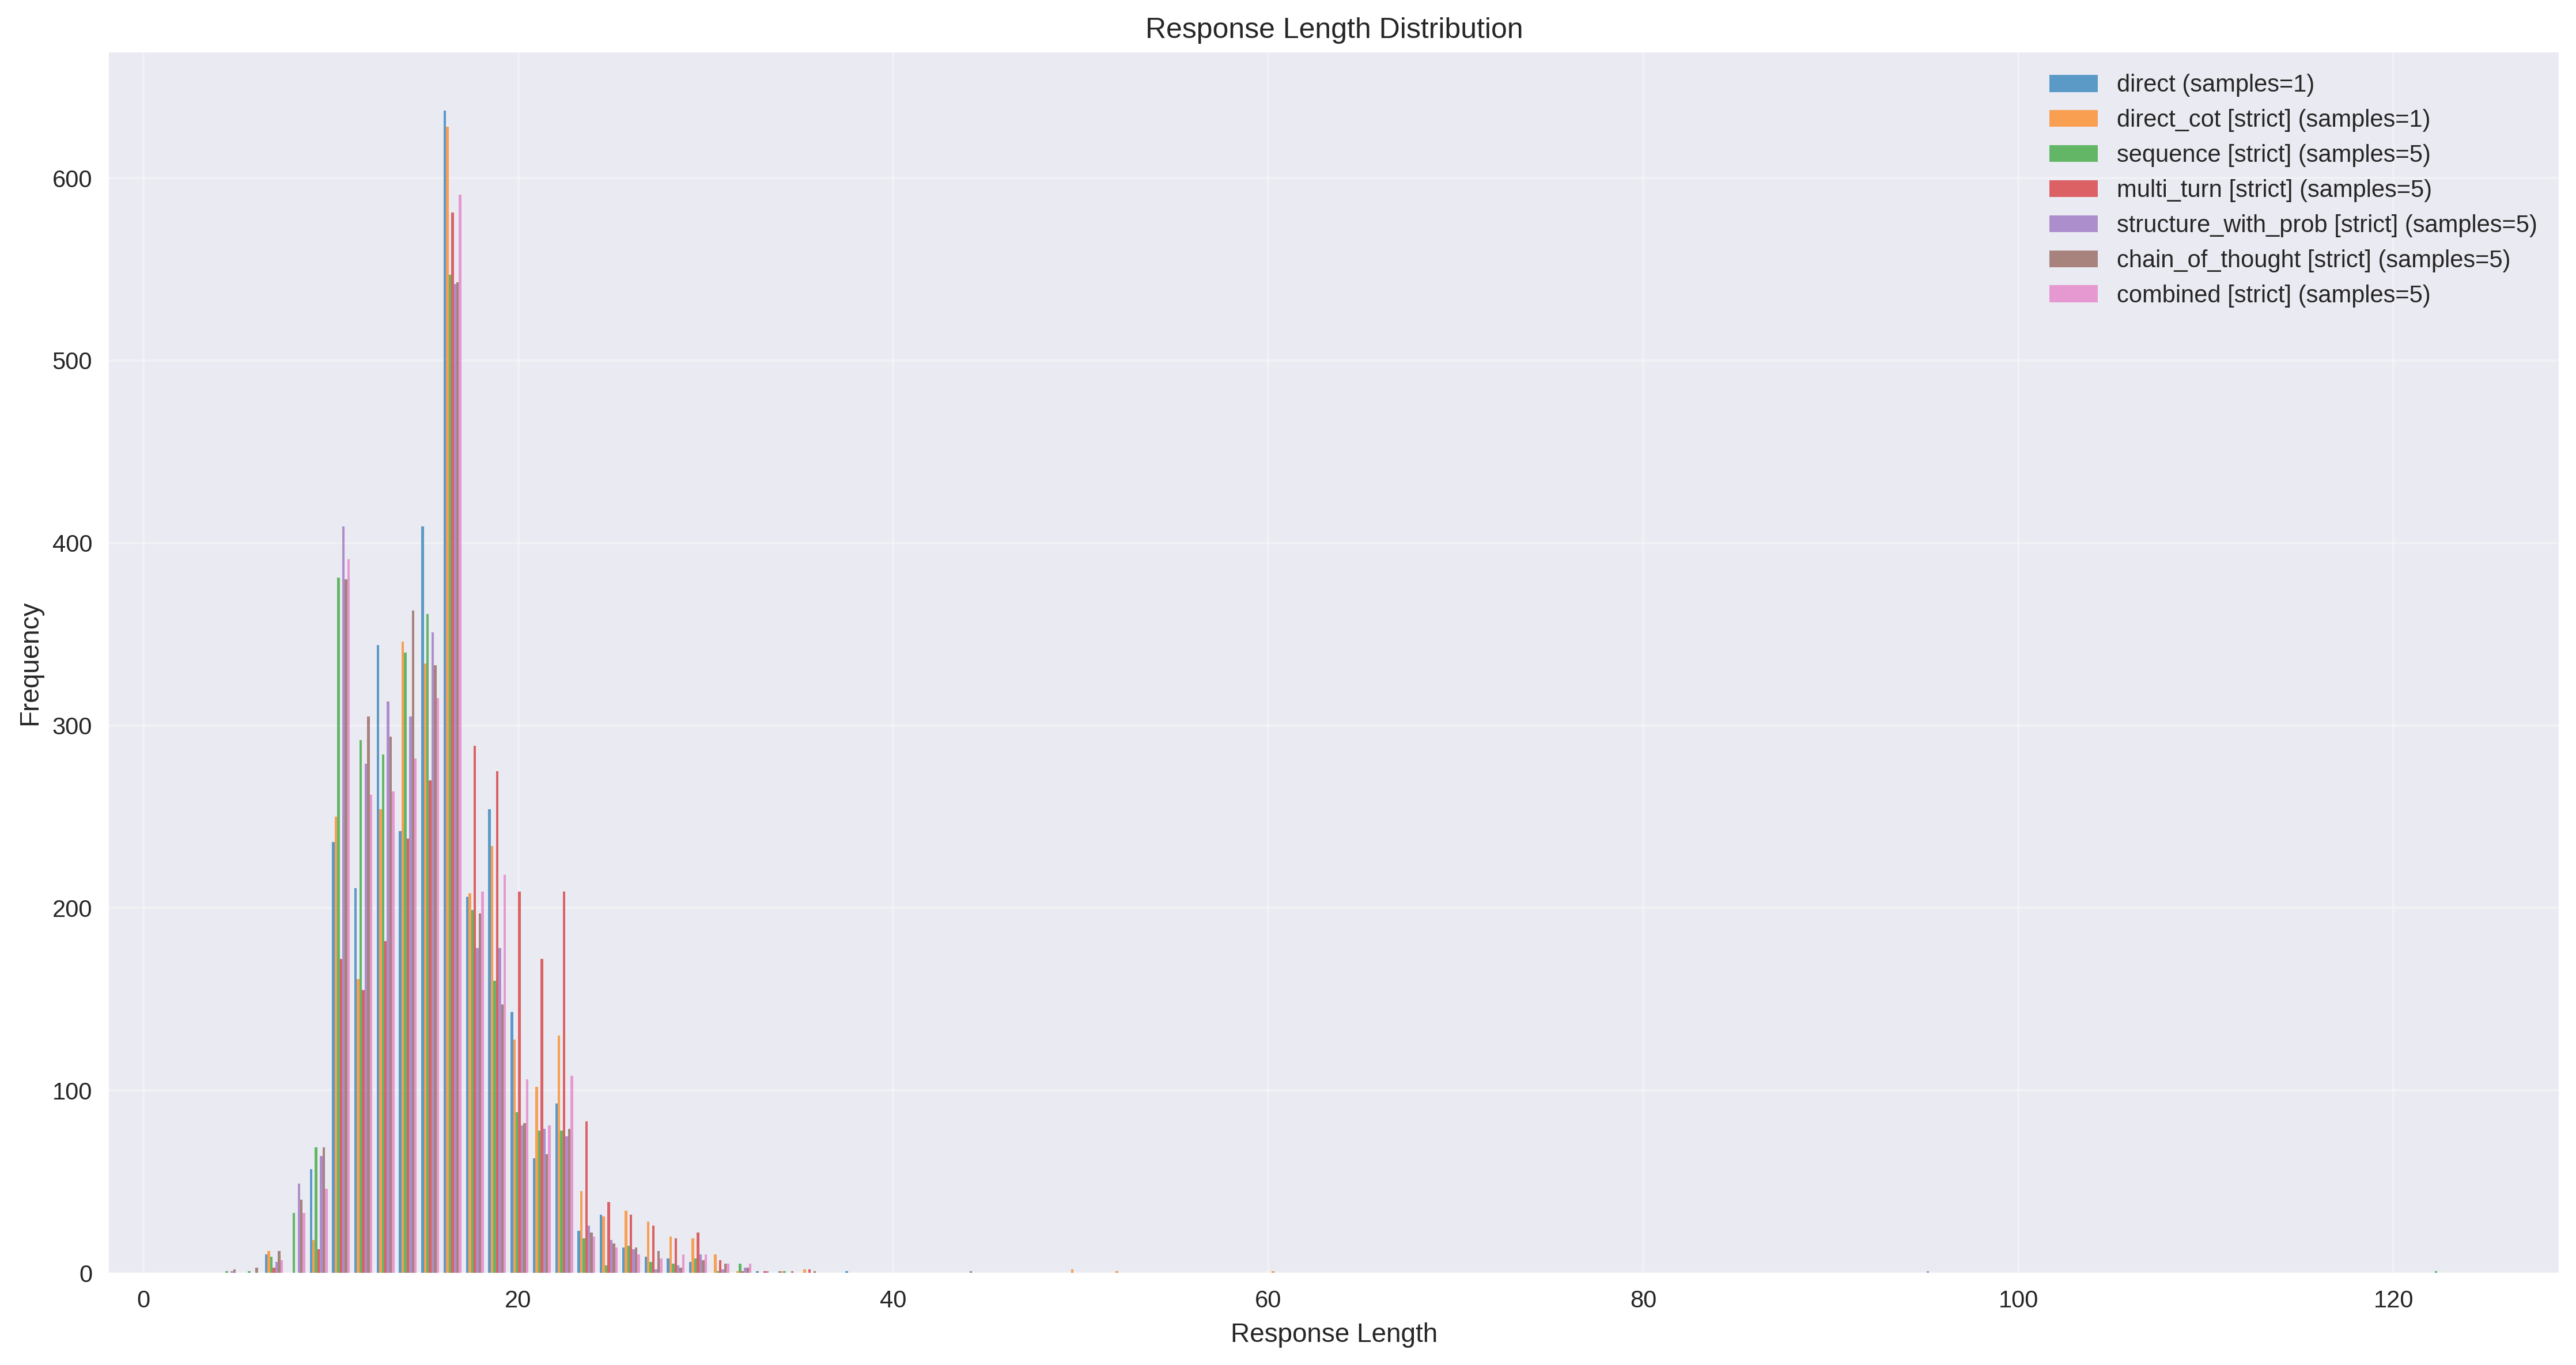 Response Length Distribution
direct (samples=1)
direct_cot [strict] (samples=1)
sequence [strict] (samples=5)
multi_turn [strict] (samples=5)
structure_with_prob [strict] (samples=5)
chain_of_thought [strict] (samples=5)
combined [strict] (samples=5)
600
500
400
300
200
100
0
Frequency
0 20 40 60 80 100 120
Response Length